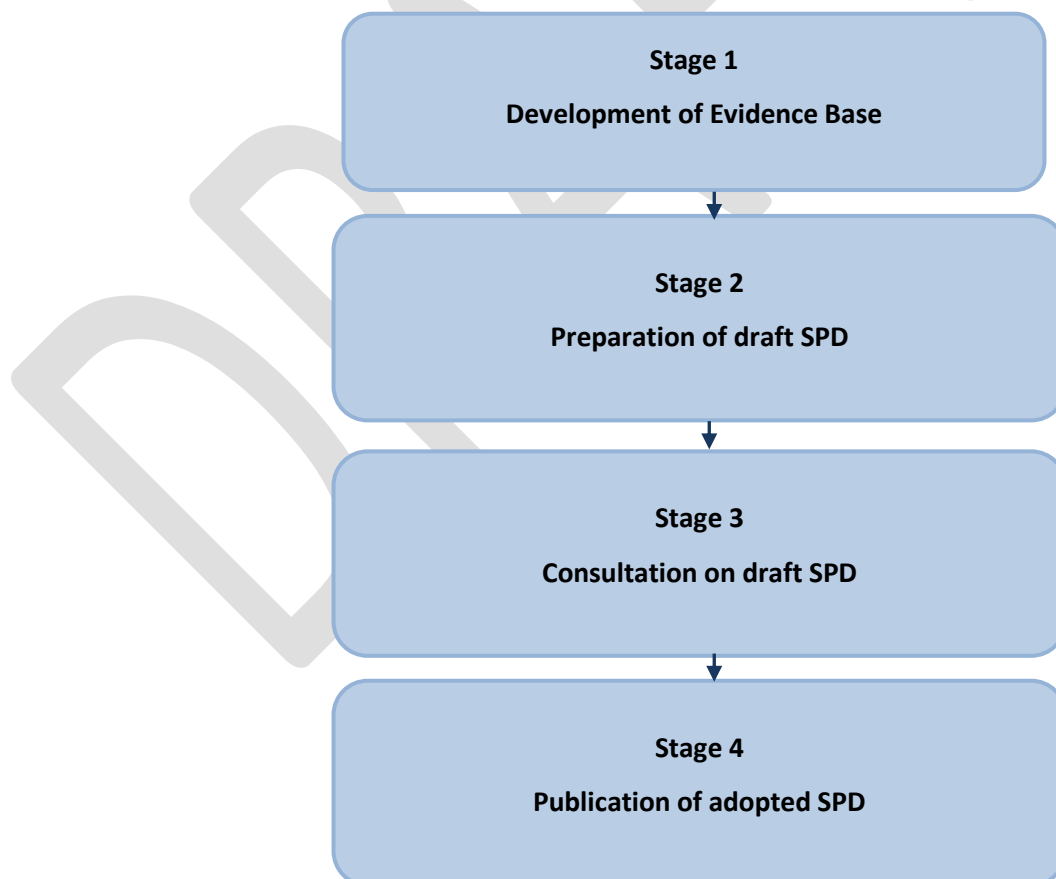 Stage 1
Development of Evidence Base
Stage 2
Preparation of draft SPD
Stage 3
Consultation on draft SPD
Stage 4
Publication of adopted SPD